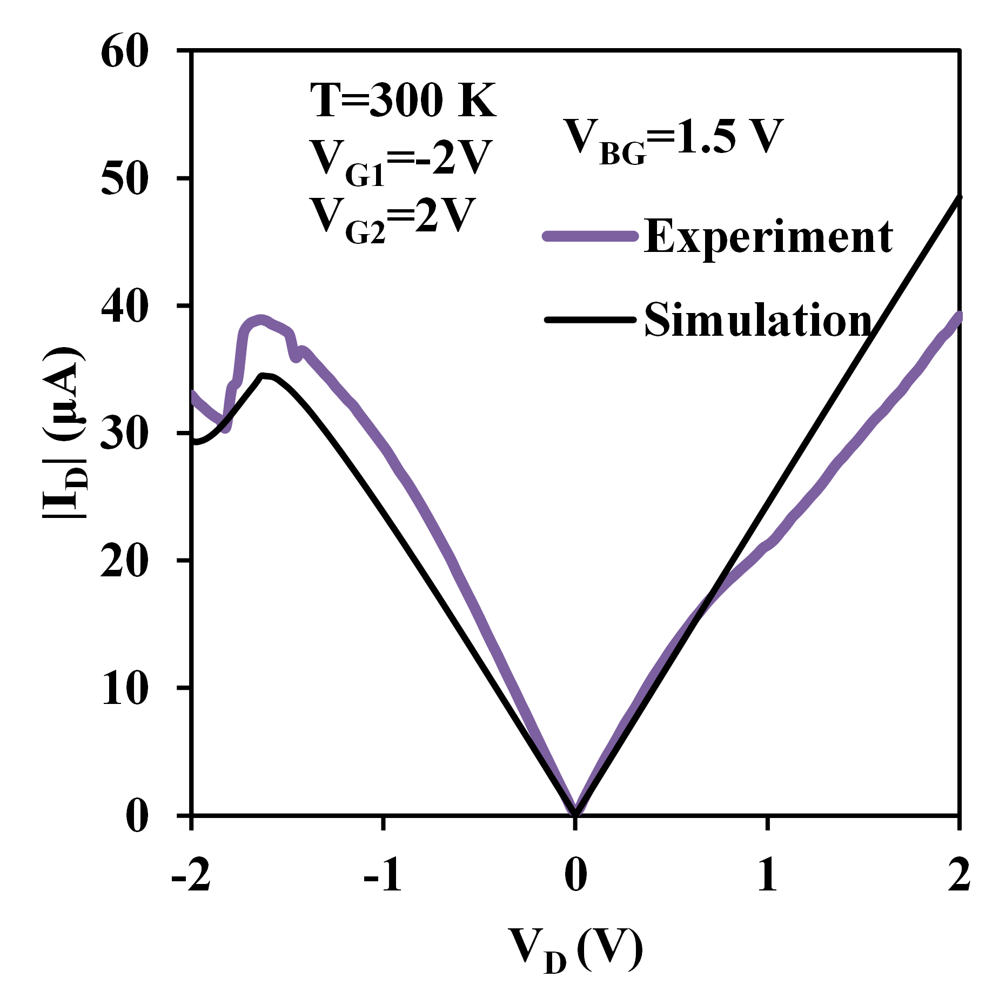 60
50
40
30
20
10
0
|I_D| (μA)
T=300 K
V_G1=-2V
V_G2=2V
V_BG=1.5 V
Experiment
Simulation
-2 -1 0 1 2
V_D (V)